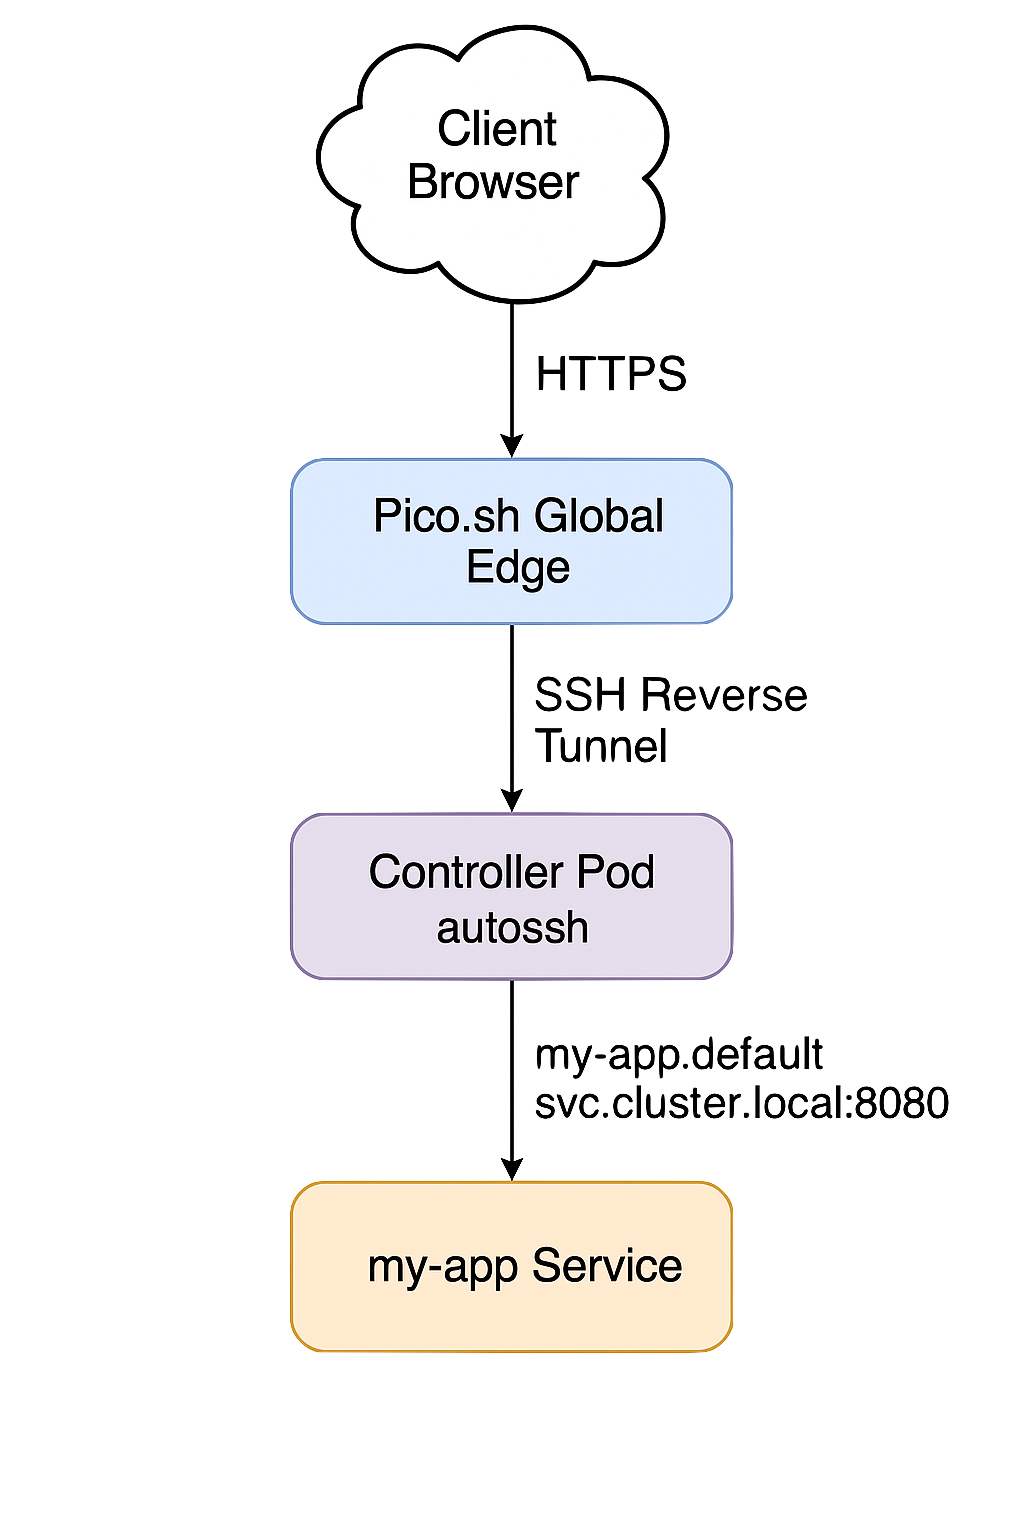 Client
Browser
HTTPS
Pico.sh Global
Edge
SSH Reverse
Tunnel
Controller Pod
autossh
my-app.default
svc.cluster.local:8080
my-app Service